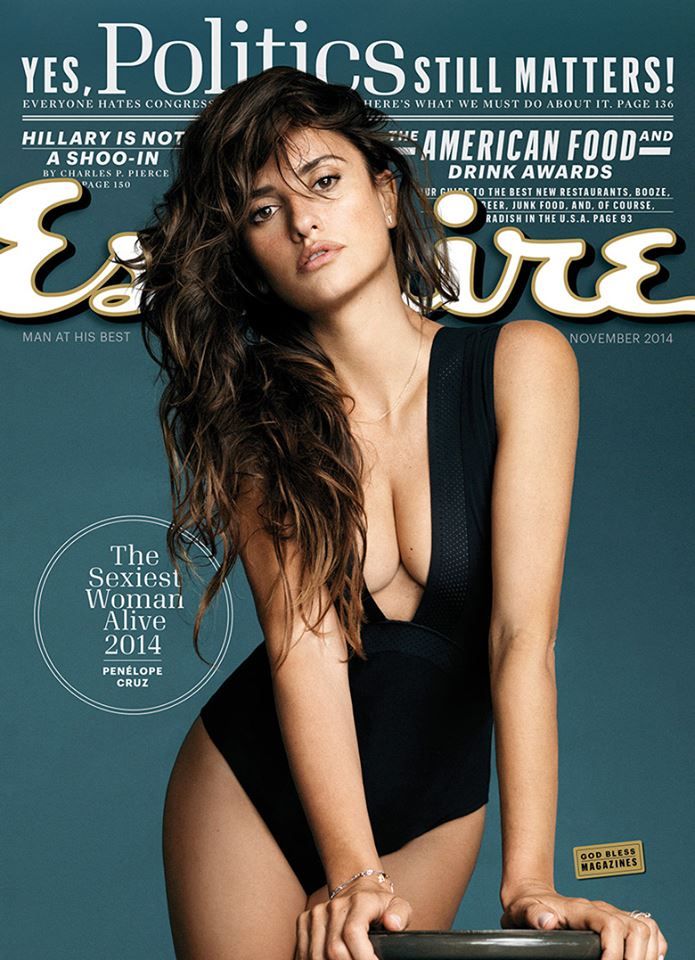 YES, Politics STILL MATTERS!
EVERYONE HATES CONGRESS HERE'S WHAT WE MUST DO ABOUT IT. PAGE 136
HILLARY IS NOT
A SHOO-IN
BY CHARLES P. PIERCE
PAGE 150
THE AMERICAN FOOD AND
DRINK AWARDS
GUIDE TO THE BEST NEW RESTAURANTS, BOOZE,
BEER, JUNK FOOD, AND, OF COURSE,
RADISH IN THE U.S.A. PAGE 93
Esquire
MAN AT HIS BEST
NOVEMBER 2014
The
Sexiest
Woman
Alive
2014
PENÉLOPE
CRUZ
GOD BLESS
MAGAZINES